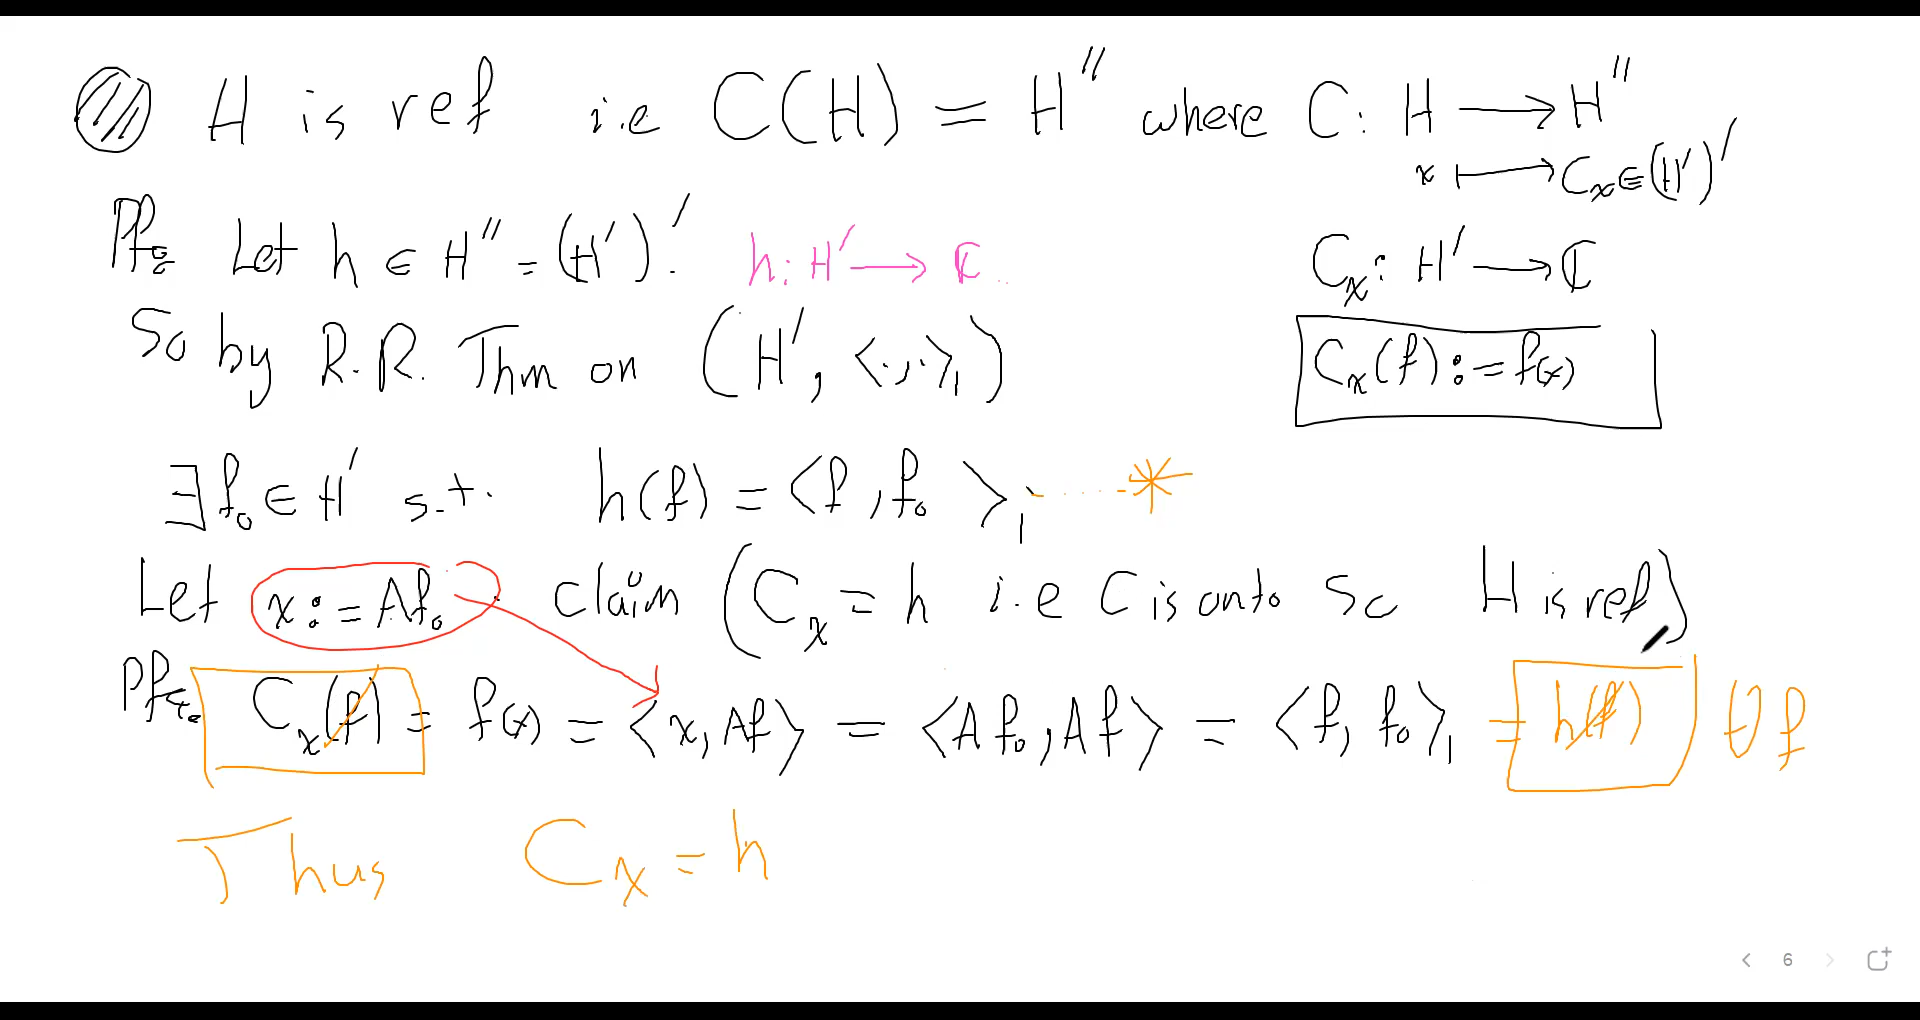 H is ref i.e C(H) = H'' where C: H ⟶ H''
x ⟼ Cₓ ∈ (H')'
Pf: Let h ∈ H'' = (H')'. h: H' ⟶ ℂ
Cₓ: H' ⟶ ℂ
So by R.R. Thm on (H', <·,·>₁)
Cₓ(f) := f(x)
∃ f₀ ∈ H' s.t. h(f) = <f, f₀>₁ *
Let x := Af₀. claim (Cₓ = h i.e C is onto So H is ref)
Pf: Cₓ(f) = f(x) = <x, Af> = <Af₀, Af> = <f, f₀>₁ = h(f) ∀ f
Thus Cₓ = h
6